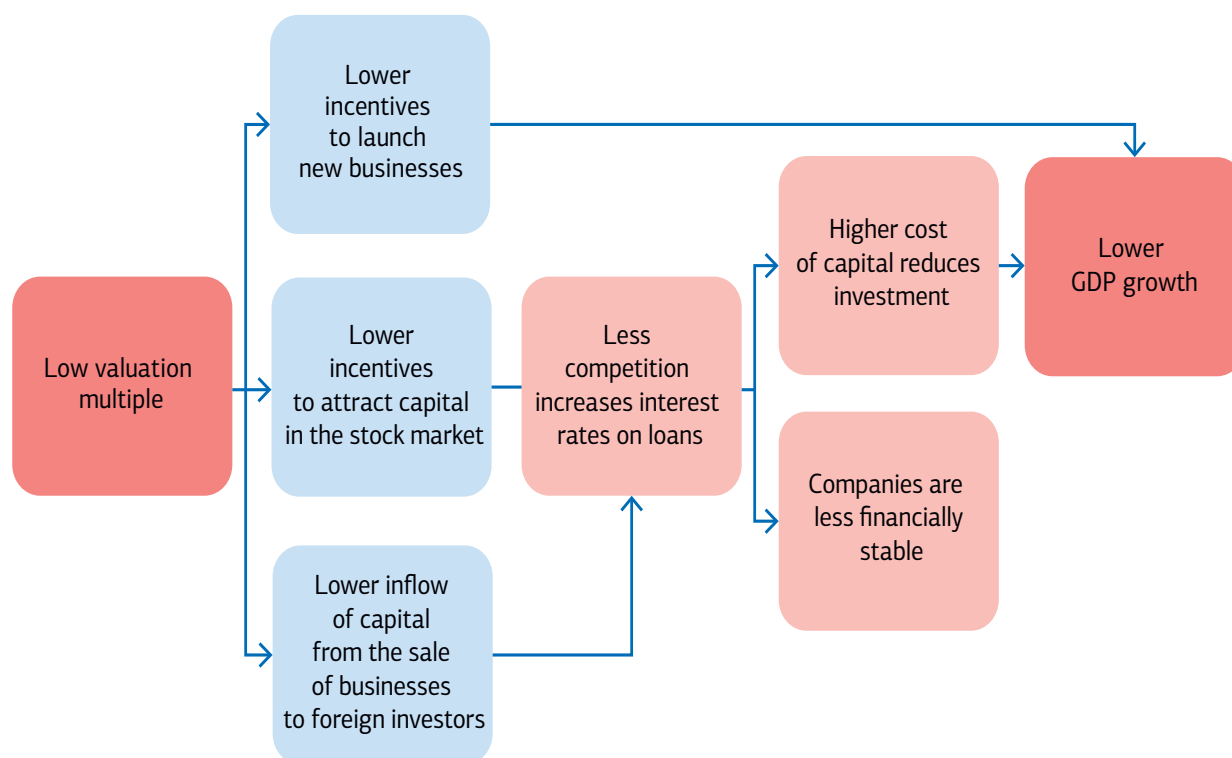 Lower
incentives
to launch
new businesses
Higher cost
of capital reduces
investment
Lower
GDP growth
Low valuation
multiple
Lower
incentives
to attract capital
in the stock market
Less
competition
increases interest
rates on loans
Companies are
less financially
stable
Lower inflow
of capital
from the sale
of businesses
to foreign investors